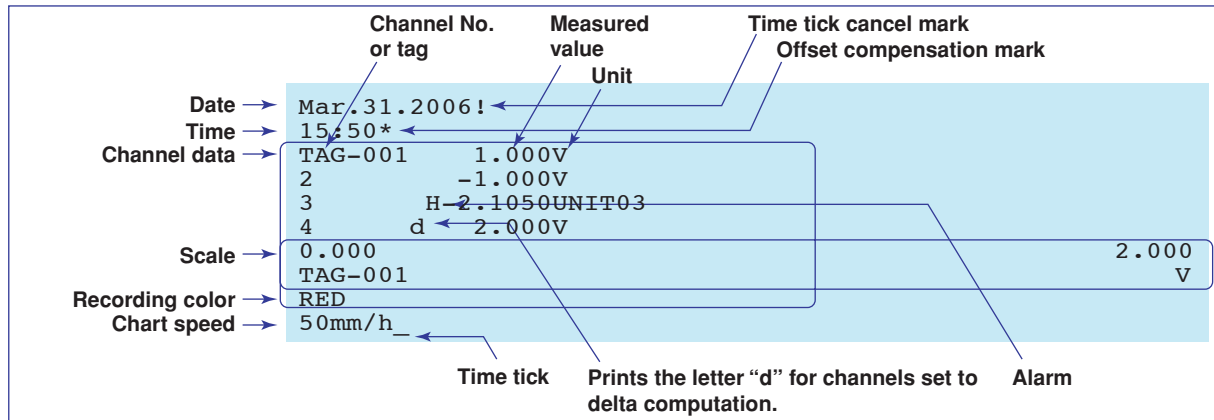 Channel No. Measured Time tick cancel mark
or tag value Offset compensation mark
Unit
Date Mar.31.2006!
Time 15:50*
Channel data TAG-001 1.000V
2 -1.000V
3 H-2.1050UNIT03
4 d 2.000V
Scale 0.000 2.000
TAG-001 V
Recording color RED
Chart speed 50mm/h_
Time tick Prints the letter “d” for channels set to Alarm
delta computation.